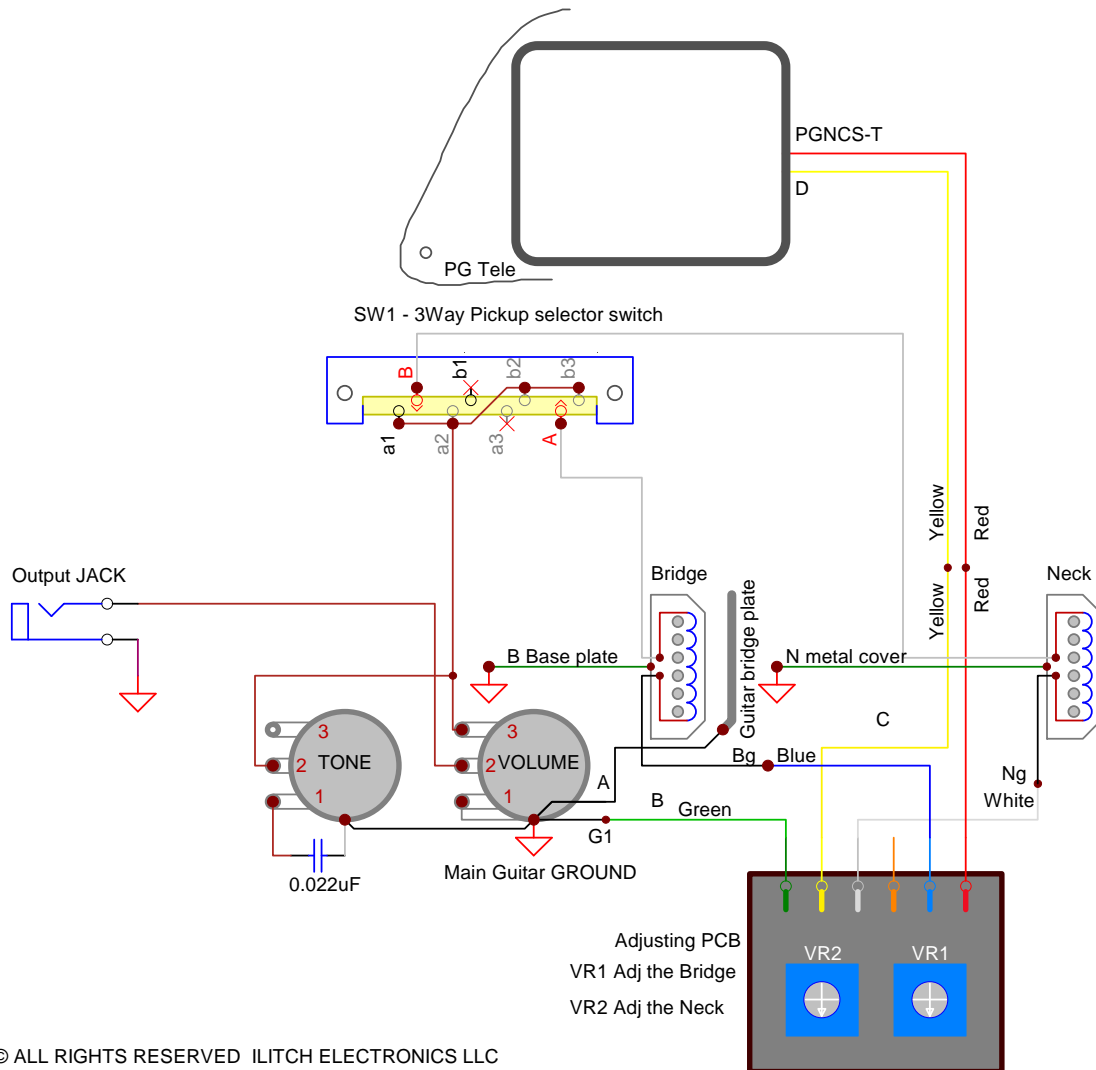 PGNCS-T
D
PG Tele
SW1 - 3Way Pickup selector switch
B
b1
b2
b3
a1
a2
a3
A
Yellow
Red
Output JACK
Bridge
Neck
Yellow
Red
B Base plate
Guitar bridge plate
N metal cover
C
3
2
1
TONE
3
2
1
VOLUME
A
Bg
Blue
Ng
White
B
Green
G1
Main Guitar GROUND
0.022uF
Adjusting PCB
VR1 Adj the Bridge
VR2 Adj the Neck
VR2
VR1
© ALL RIGHTS RESERVED ILITCH ELECTRONICS LLC